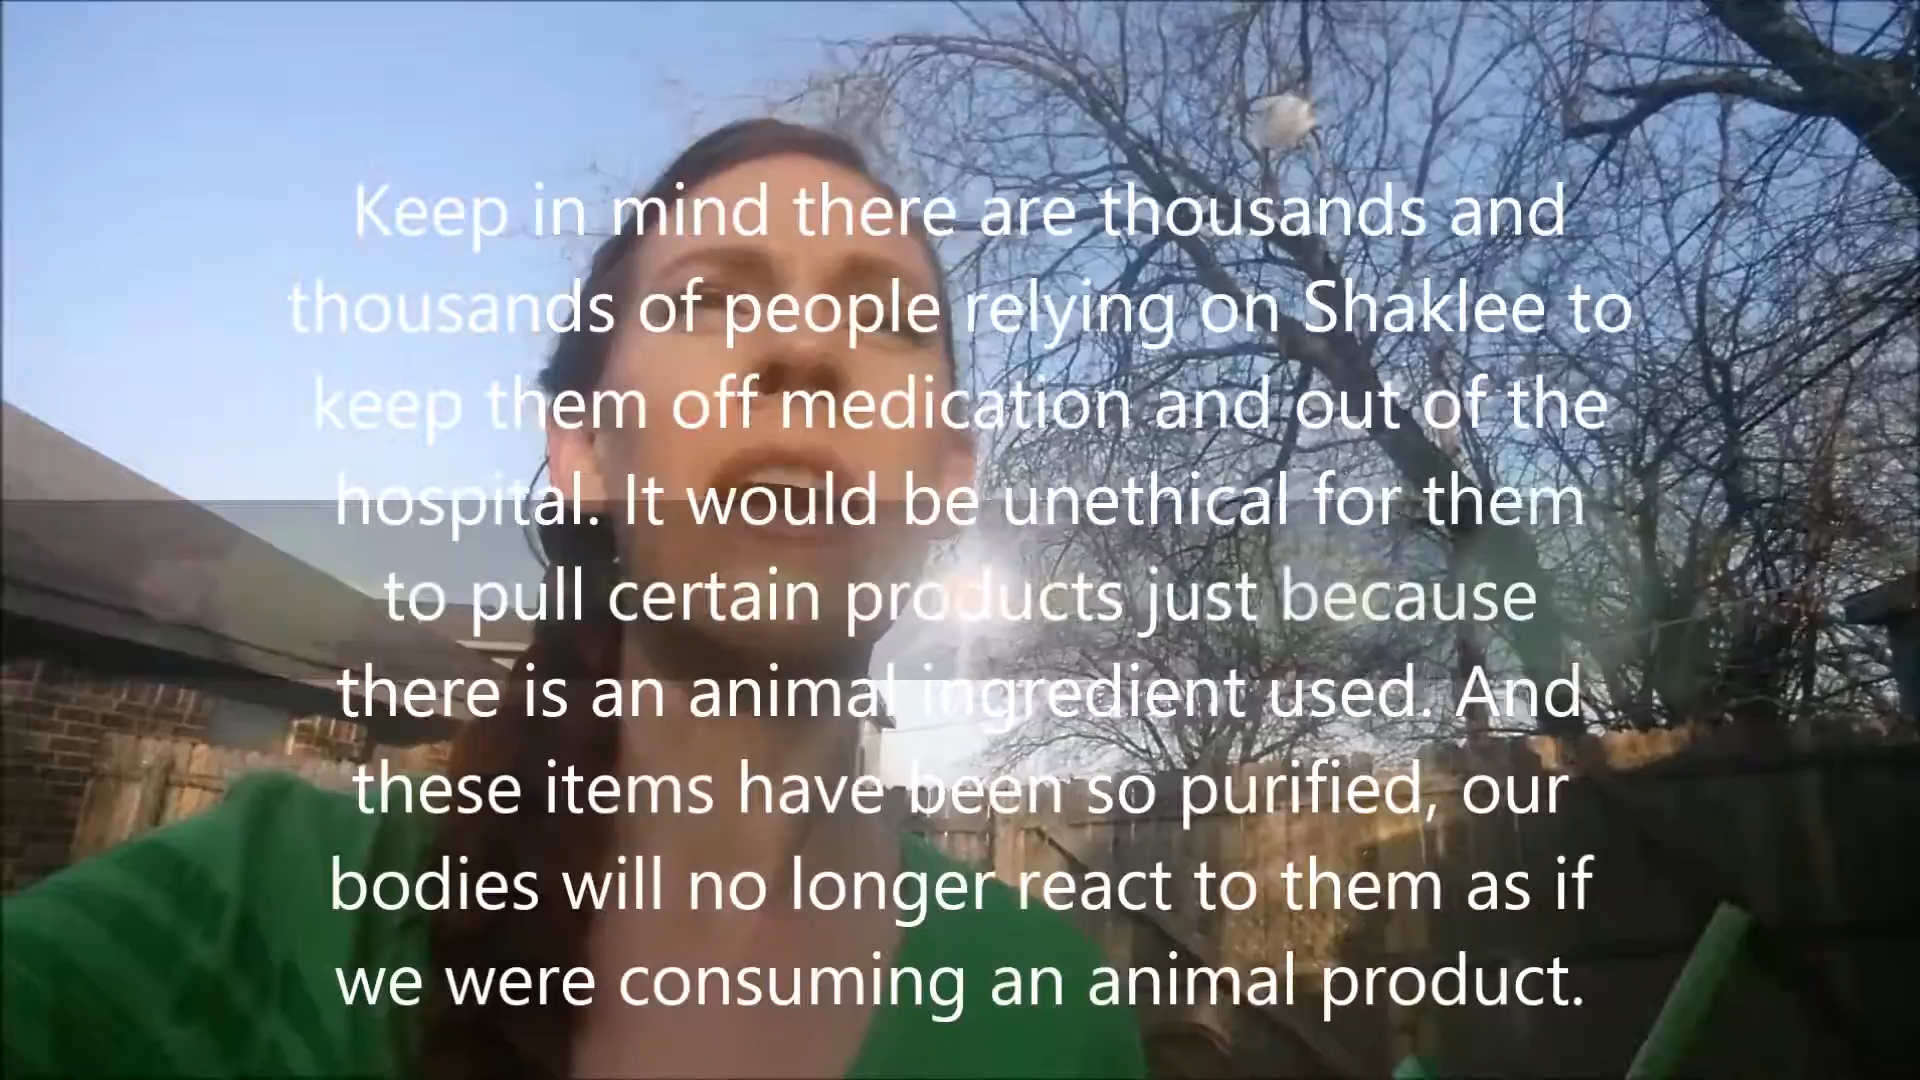 Keep in mind there are thousands and
thousands of people relying on Shaklee to
keep them off medication and out of the
hospital. It would be unethical for them
to pull certain products just because
there is an animal ingredient used. And
these items have been so purified, our
bodies will no longer react to them as if
we were consuming an animal product.